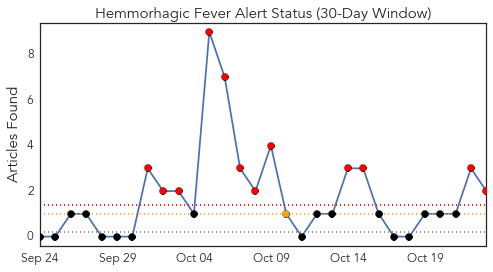 Hemmorhagic Fever Alert Status (30-Day Window)
Articles Found
8
6
4
2
0
Sep 24 Sep 29 Oct 04 Oct 09 Oct 14 Oct 19